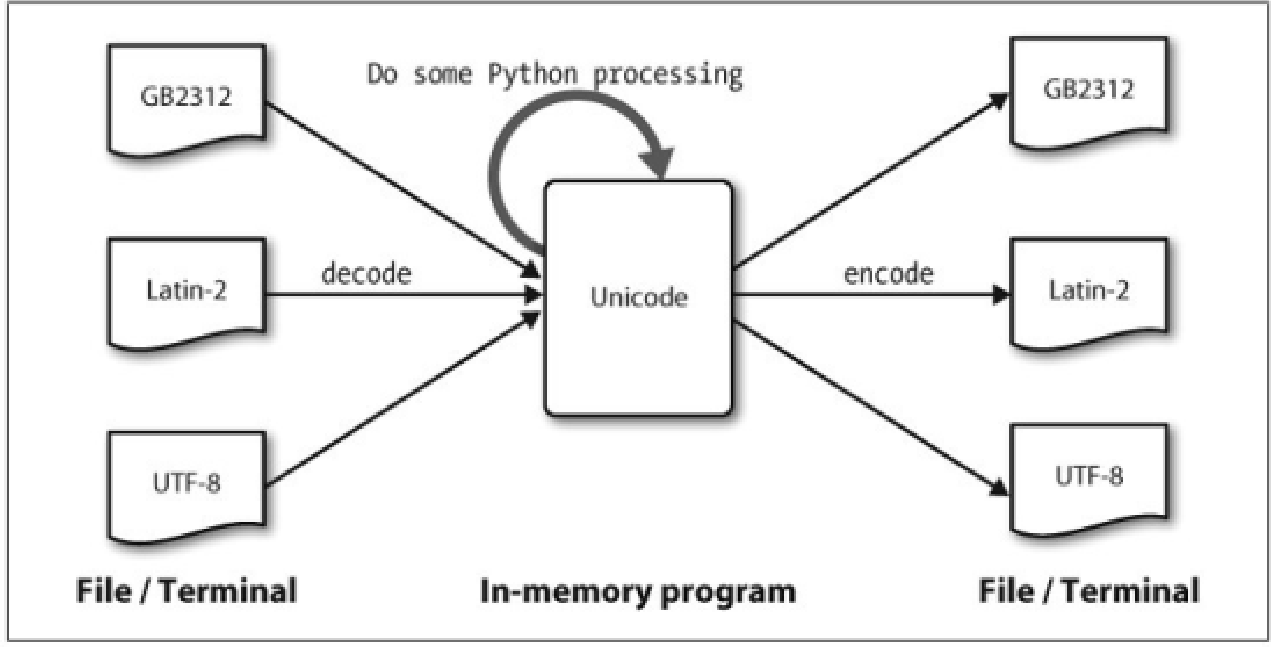 Do some Python processing
GB2312
GB2312
Latin-2
decode
Unicode
encode
Latin-2
UTF-8
UTF-8
File / Terminal
In-memory program
File / Terminal